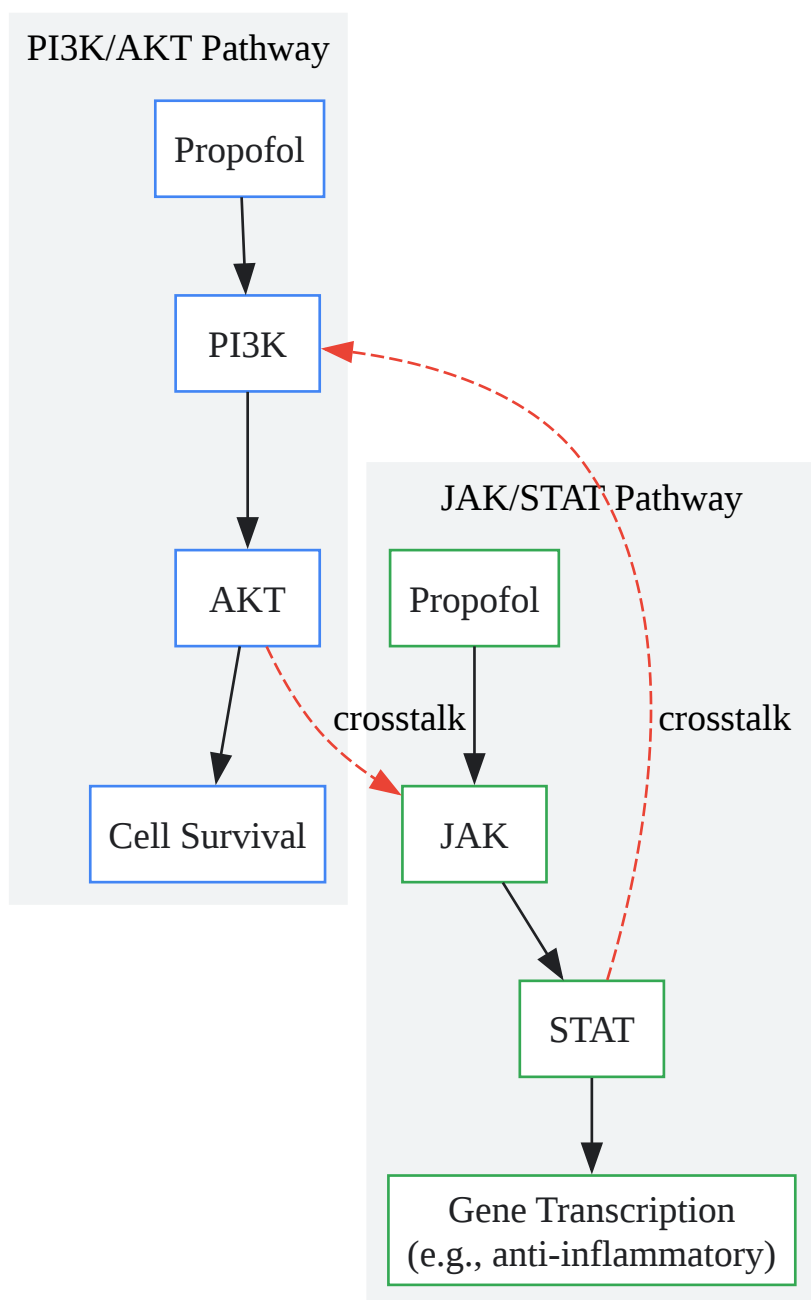 PI3K/AKT Pathway
Propofol
PI3K
AKT
Cell Survival
JAK/STAT Pathway
Propofol
crosstalk
crosstalk
JAK
STAT
Gene Transcription
(e.g., anti-inflammatory)